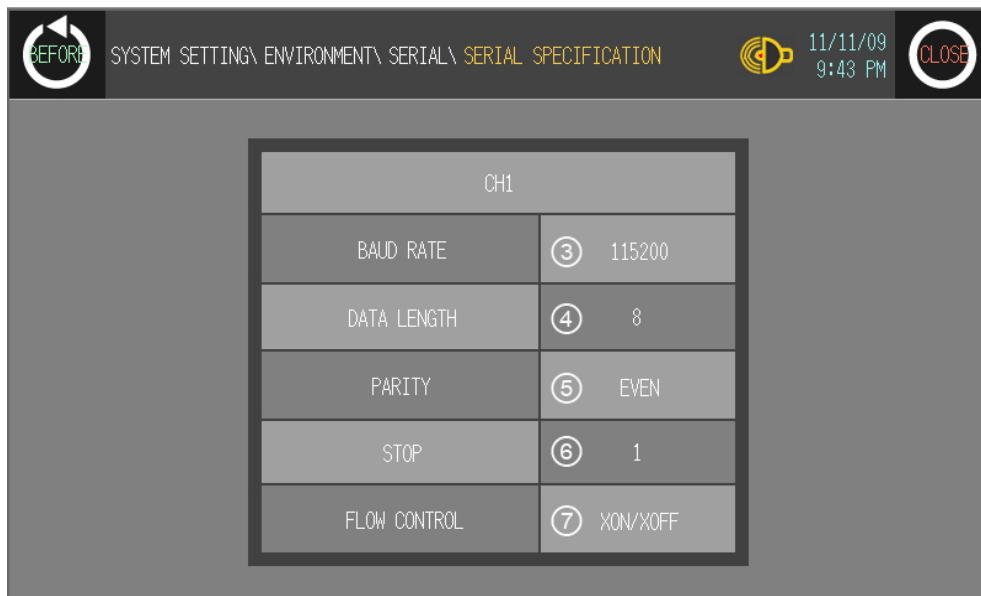 BEFORE
SYSTEM SETTING\ ENVIRONMENT\ SERIAL\ SERIAL SPECIFICATION
11/11/09
9:43 PM
CLOSE
CH1
BAUD RATE ③ 115200
DATA LENGTH ④ 8
PARITY ⑤ EVEN
STOP ⑥ 1
FLOW CONTROL ⑦ XON/XOFF